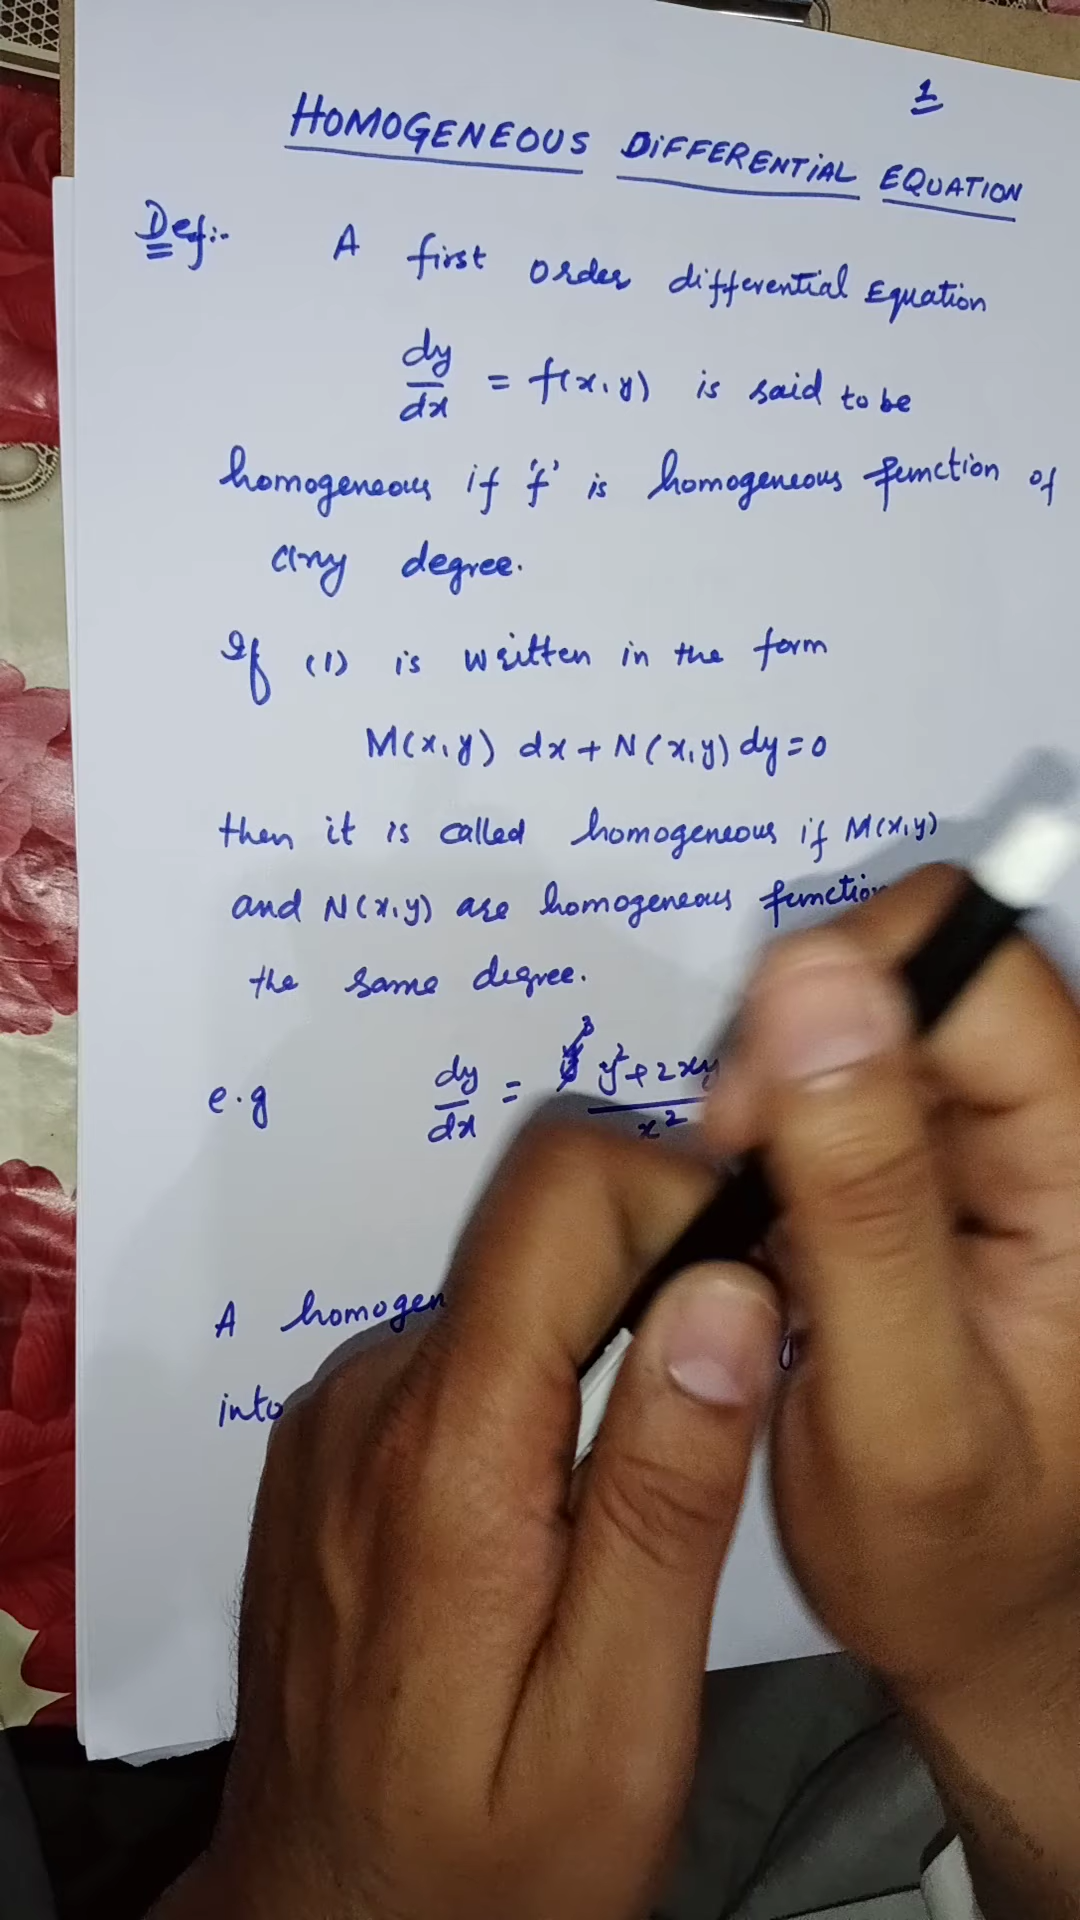 1
HOMOGENEOUS DIFFERENTIAL EQUATION
Def:- A first order differential Equation
dy/dx = f(x,y) is said to be
homogeneous if 'f' is homogeneous function of
any degree.
If (1) is written in the form
M(x,y) dx + N(x,y) dy = 0
then it is called homogeneous if M(x,y)
and N(x,y) are homogeneous
the same degree.
e.g dy/dx = y²+2xy / x²
A
into